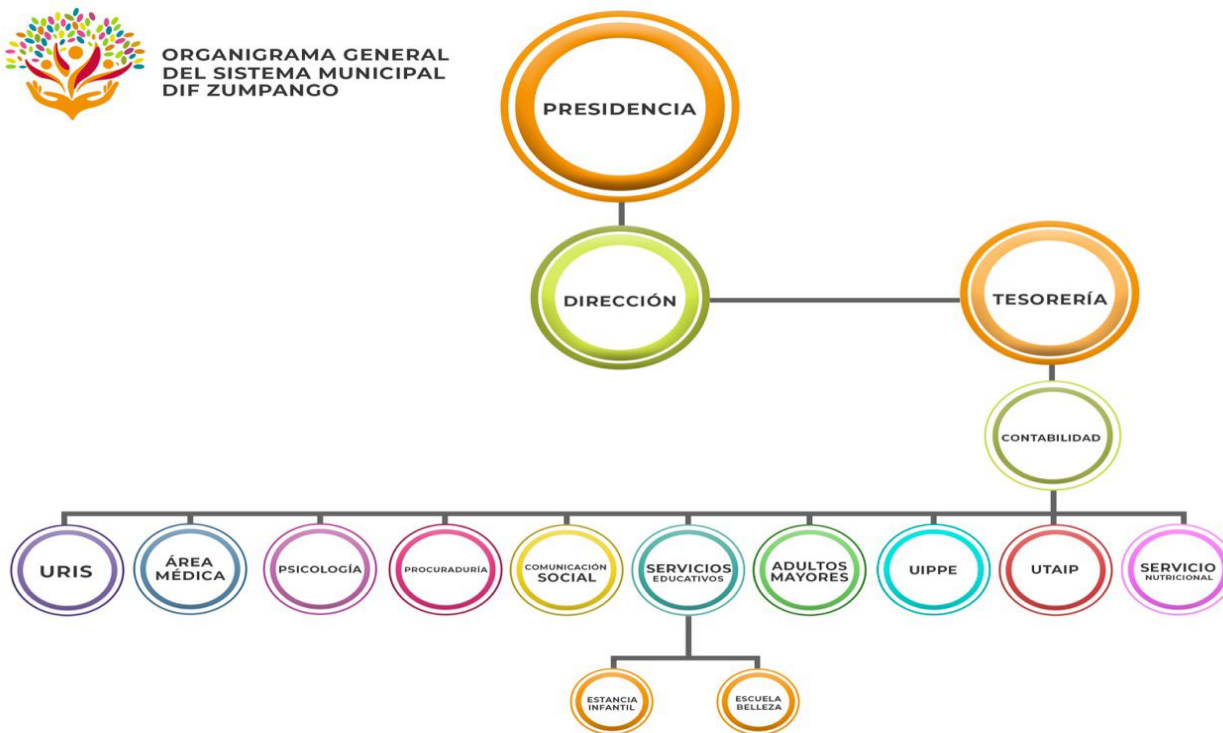 ORGANIGRAMA GENERAL
DEL SISTEMA MUNICIPAL
DIF ZUMPANGO
PRESIDENCIA
DIRECCIÓN
TESORERÍA
CONTABILIDAD
URIS
ÁREA
MÉDICA
PSICOLOGÍA
PROCURADURÍA
COMUNICACIÓN
SOCIAL
SERVICIOS
EDUCATIVOS
ADULTOS
MAYORES
UIPPE
UTAIP
SERVICIO
NUTRICIONAL
ESTANCIA
INFANTIL
ESCUELA
BELLEZA